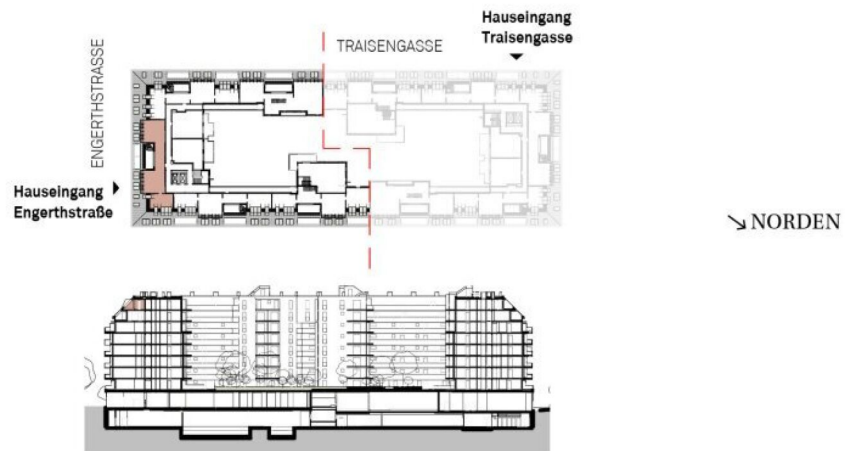 Hauseingang
Traisengasse
TRAISENGASSE
ENGERTHSTRASSE
Hauseingang
Engerthstraße
NORDEN